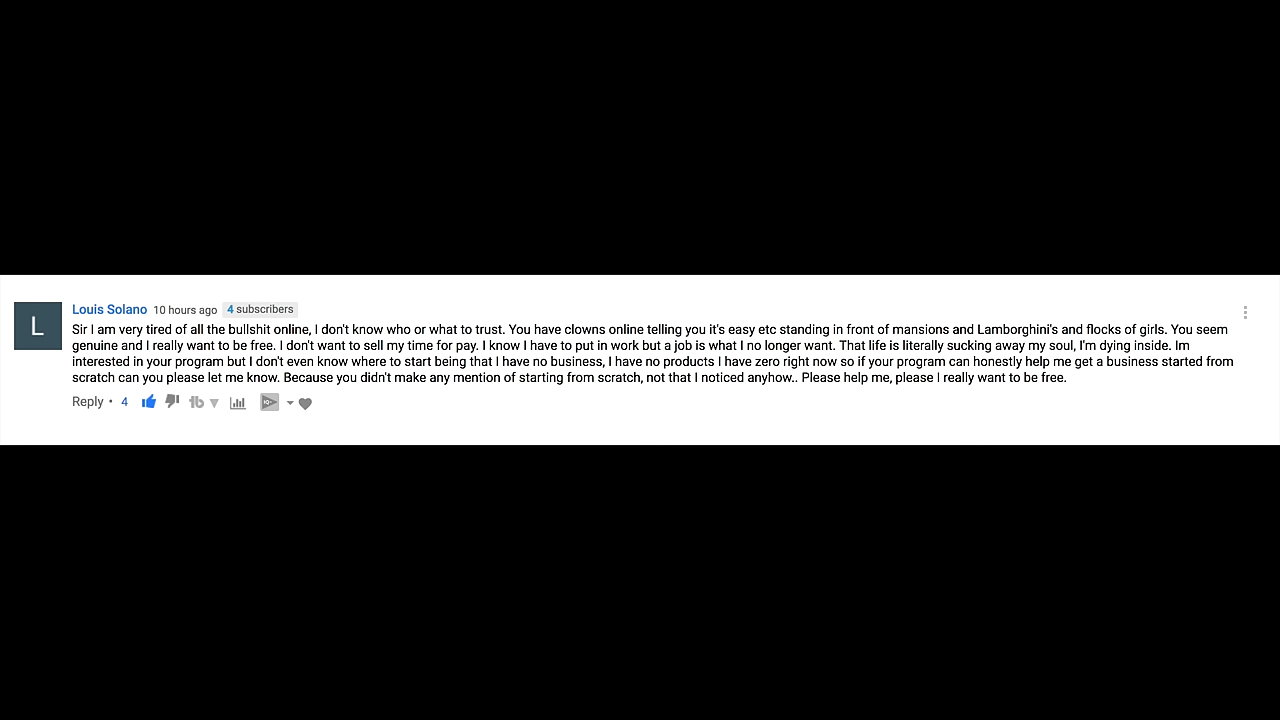 L
Louis Solano 10 hours ago 4 subscribers
Sir I am very tired of all the bullshit online, I don't know who or what to trust. You have clowns online telling you it's easy etc standing in front of mansions and Lamborghini's and flocks of girls. You seem
genuine and I really want to be free. I don't want to sell my time for pay. I know I have to put in work but a job is what I no longer want. That life is literally sucking away my soul, I'm dying inside. Im
interested in your program but I don't even know where to start being that I have no business, I have no products I have zero right now so if your program can honestly help me get a business started from
scratch can you please let me know. Because you didn't make any mention of starting from scratch, not that I noticed anyhow.. Please help me, please I really want to be free.
Reply • 4 tb